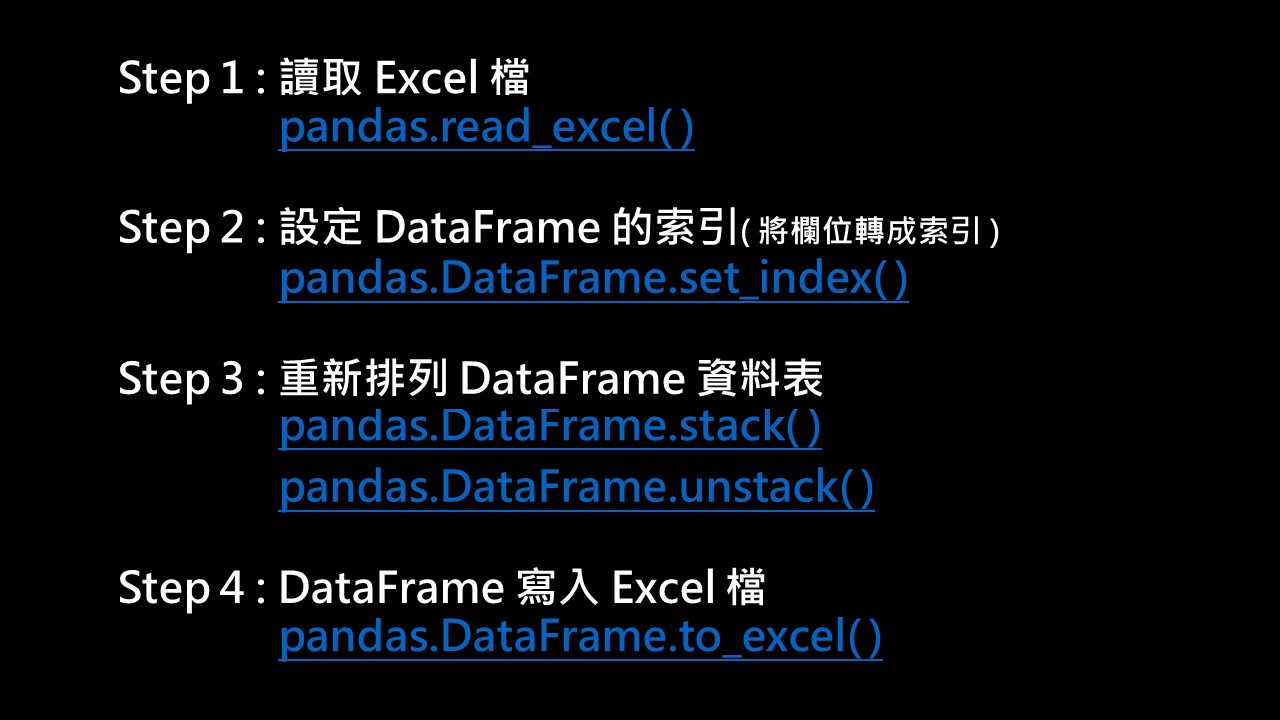 Step 1 : 讀取 Excel 檔
pandas.read_excel( )
Step 2 : 設定 DataFrame 的索引( 將欄位轉成索引 )
pandas.DataFrame.set_index( )
Step 3 : 重新排列 DataFrame 資料表
pandas.DataFrame.stack( )
pandas.DataFrame.unstack( )
Step 4 : DataFrame 寫入 Excel 檔
pandas.DataFrame.to_excel( )